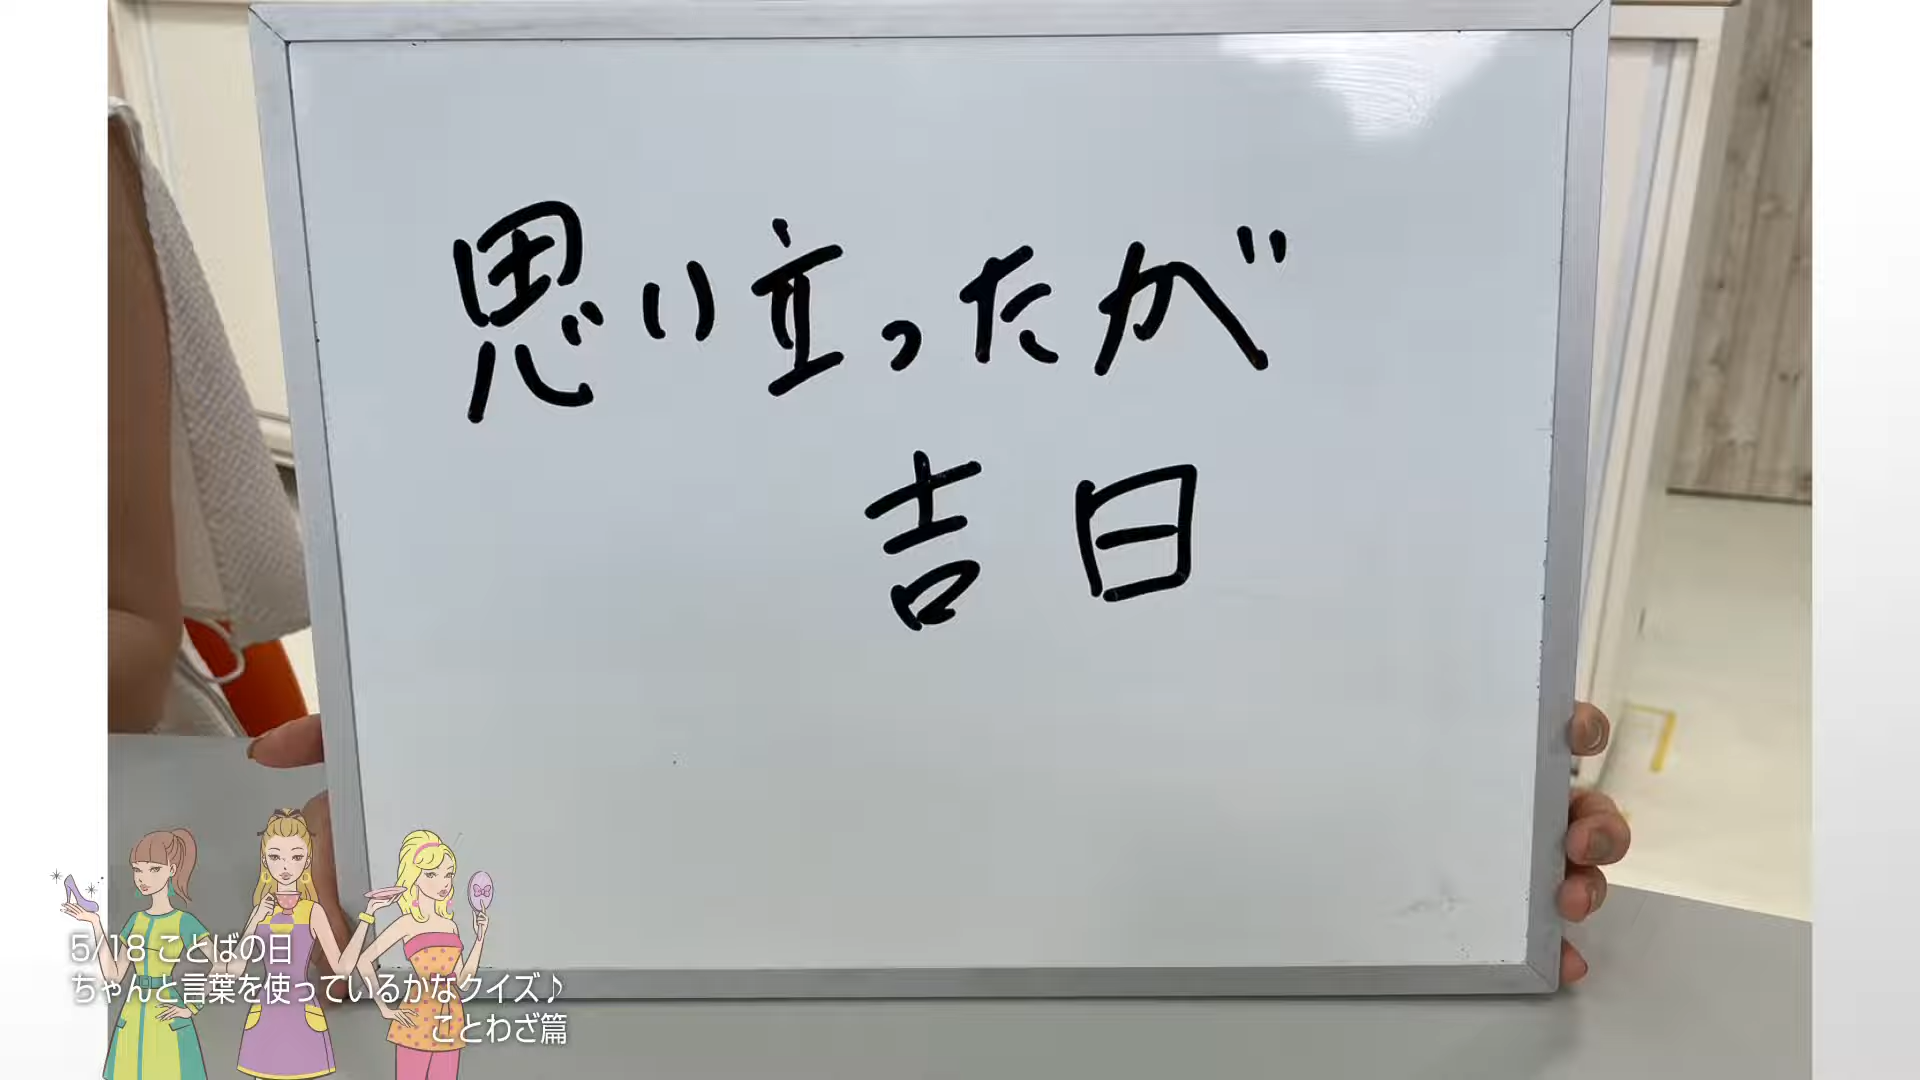 思い立ったが
吉日
5/18 ことばの日
ちゃんと言葉を使っているかなクイズ♪
ことわざ篇